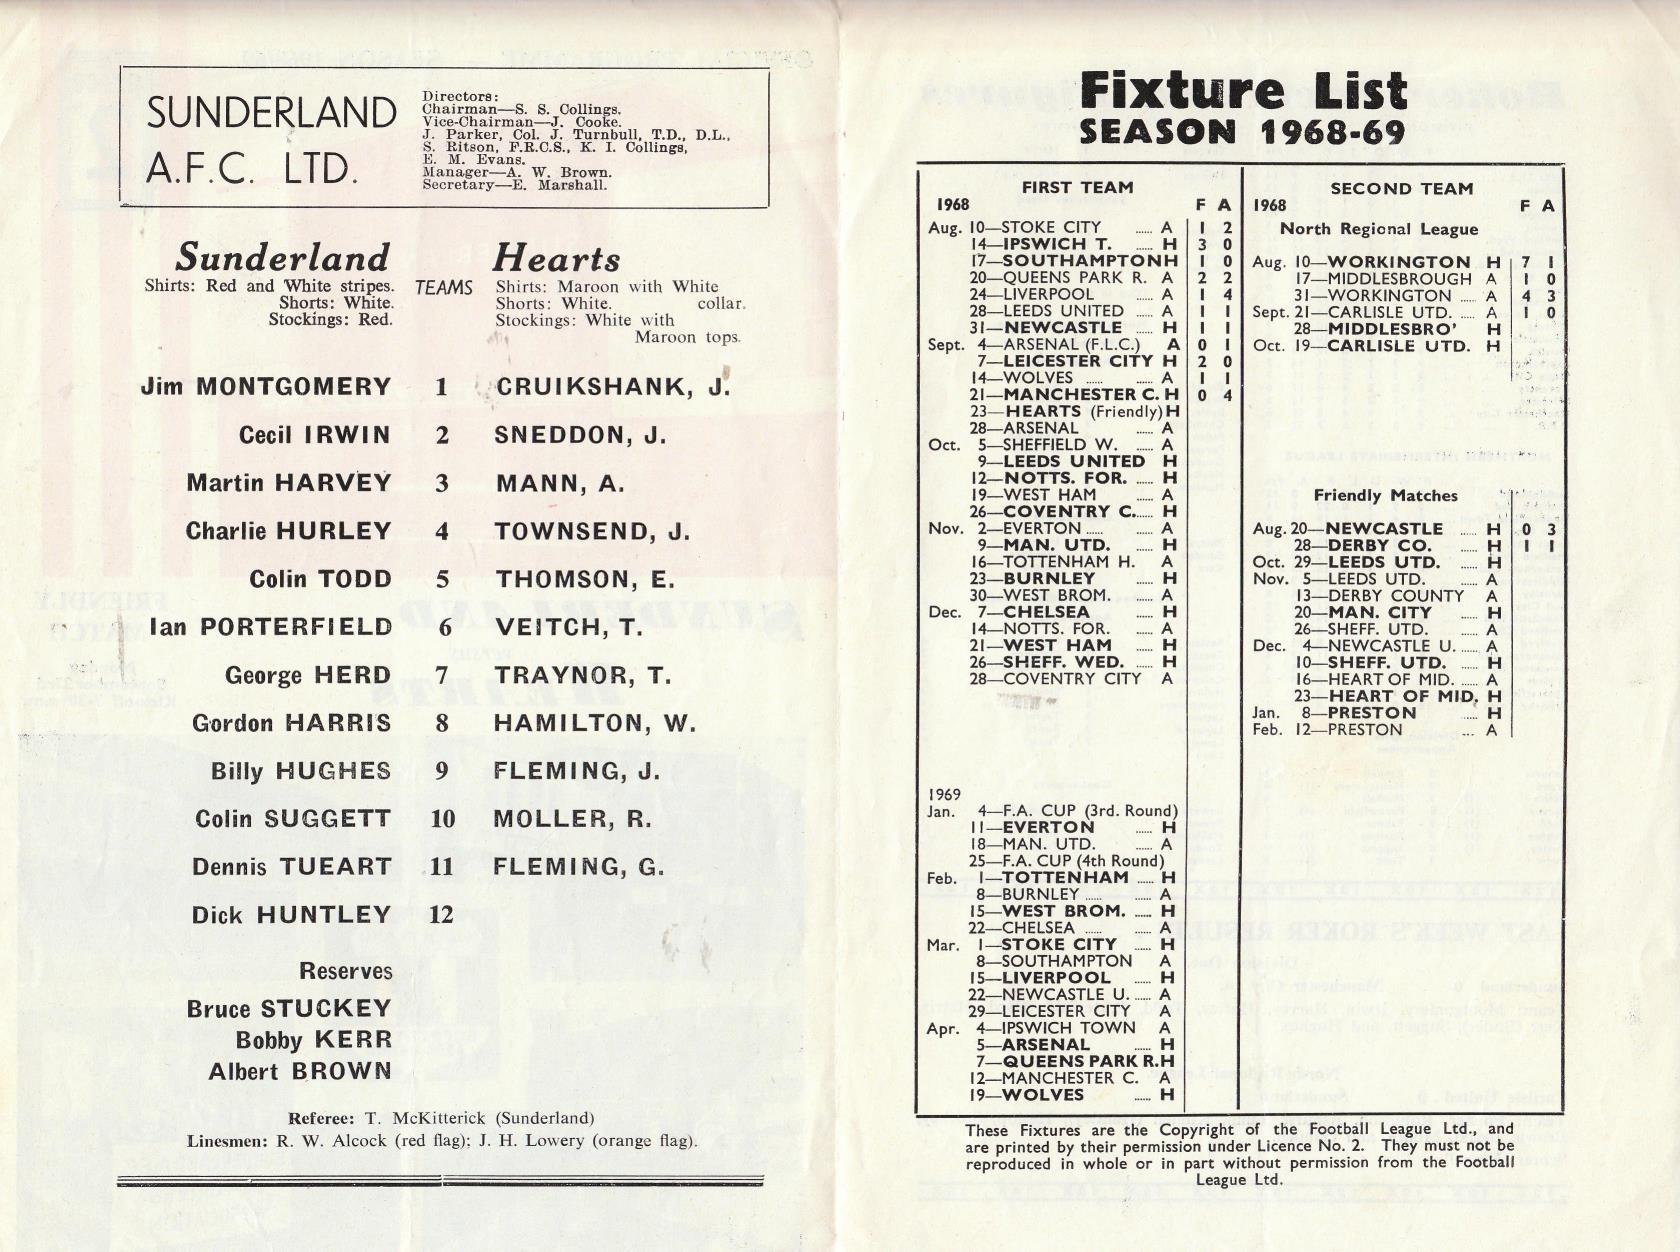 SUNDERLAND
A.F.C. LTD.
Directors:
Chairman—S. S. Collings.
Vice-Chairman—J. Cooke.
J. Parker, Col. J. Turnbull, T.D., D.L.,
S. Ritson, F.R.C.S., K. I. Collings,
E. M. Evans.
Manager—A. W. Brown.
Secretary—E. Marshall.
Sunderland Hearts
Shirts: Red and White stripes. TEAMS Shirts: Maroon with White
Shorts: White. Shorts: White. collar.
Stockings: Red. Stockings: White with
Maroon tops.
Jim MONTGOMERY 1 CRUIKSHANK, J.
Cecil IRWIN 2 SNEDDON, J.
Martin HARVEY 3 MANN, A.
Charlie HURLEY 4 TOWNSEND, J.
Colin TODD 5 THOMSON, E.
Ian PORTERFIELD 6 VEITCH, T.
George HERD 7 TRAYNOR, T.
Gordon HARRIS 8 HAMILTON, W.
Billy HUGHES 9 FLEMING, J.
Colin SUGGETT 10 MOLLER, R.
Dennis TUEART 11 FLEMING, G.
Dick HUNTLEY 12
Reserves
Bruce STUCKEY
Bobby KERR
Albert BROWN
Referee: T. McKitterick (Sunderland)
Linesmen: R. W. Alcock (red flag); J. H. Lowery (orange flag).
Fixture List
SEASON 1968-69
FIRST TEAM
1968 F A
Aug. 10—STOKE CITY ..... A 1 2
14—IPSWICH T. ..... H 3 0
17—SOUTHAMPTON H 1 0
20—QUEENS PARK R. A 2 2
24—LIVERPOOL ..... A 1 4
28—LEEDS UNITED ..... A 1 1
31—NEWCASTLE ..... H 1 1
Sept. 4—ARSENAL (F.L.C.) A 0 1
7—LEICESTER CITY H 2 0
14—WOLVES ..... ..... A 1 1
21—MANCHESTER C. H 0 4
23—HEARTS (Friendly) H
28—ARSENAL ..... A
Oct. 5—SHEFFIELD W. ..... A
9—LEEDS UNITED H
12—NOTTS. FOR. ..... H
19—WEST HAM ..... A
26—COVENTRY C. ..... H
Nov. 2—EVERTON ..... ..... A
9—MAN. UTD. ..... H
16—TOTTENHAM H. A
23—BURNLEY ..... H
30—WEST BROM. ..... A
Dec. 7—CHELSEA ..... H
14—NOTTS. FOR. ..... A
21—WEST HAM ..... H
26—SHEFF. WED. ..... H
28—COVENTRY CITY A
1969
Jan. 4—F.A. CUP (3rd. Round)
11—EVERTON ..... H
18—MAN. UTD. ..... A
25—F.A. CUP (4th Round)
Feb. 1—TOTTENHAM ..... H
8—BURNLEY ..... ..... A
15—WEST BROM. ..... H
22—CHELSEA ..... ..... A
Mar. 1—STOKE CITY ..... H
8—SOUTHAMPTON A
15—LIVERPOOL ..... H
22—NEWCASTLE U. ..... A
29—LEICESTER CITY A
Apr. 4—IPSWICH TOWN A
5—ARSENAL ..... H
7—QUEENS PARK R. H
12—MANCHESTER C. A
19—WOLVES ..... H
SECOND TEAM
1968 F A
North Regional League
Aug. 10—WORKINGTON H 7 1
17—MIDDLESBROUGH A 1 0
31—WORKINGTON ..... A 4 3
Sept. 21—CARLISLE UTD. ..... A 1 0
28—MIDDLESBRO' H
Oct. 19—CARLISLE UTD. H
Friendly Matches
Aug. 20—NEWCASTLE ..... H 0 3
28—DERBY CO. ..... H 1 1
Oct. 29—LEEDS UTD. ..... H
Nov. 5—LEEDS UTD. ..... A
13—DERBY COUNTY A
20—MAN. CITY ..... H
26—SHEFF. UTD. ..... A
Dec. 4—NEWCASTLE U. ..... A
10—SHEFF. UTD. ..... H
16—HEART OF MID. ..... A
23—HEART OF MID. H
Jan. 8—PRESTON ..... H
Feb. 12—PRESTON ... A
These Fixtures are the Copyright of the Football League Ltd., and
are printed by their permission under Licence No. 2. They must not be
reproduced in whole or in part without permission from the Football
League Ltd.